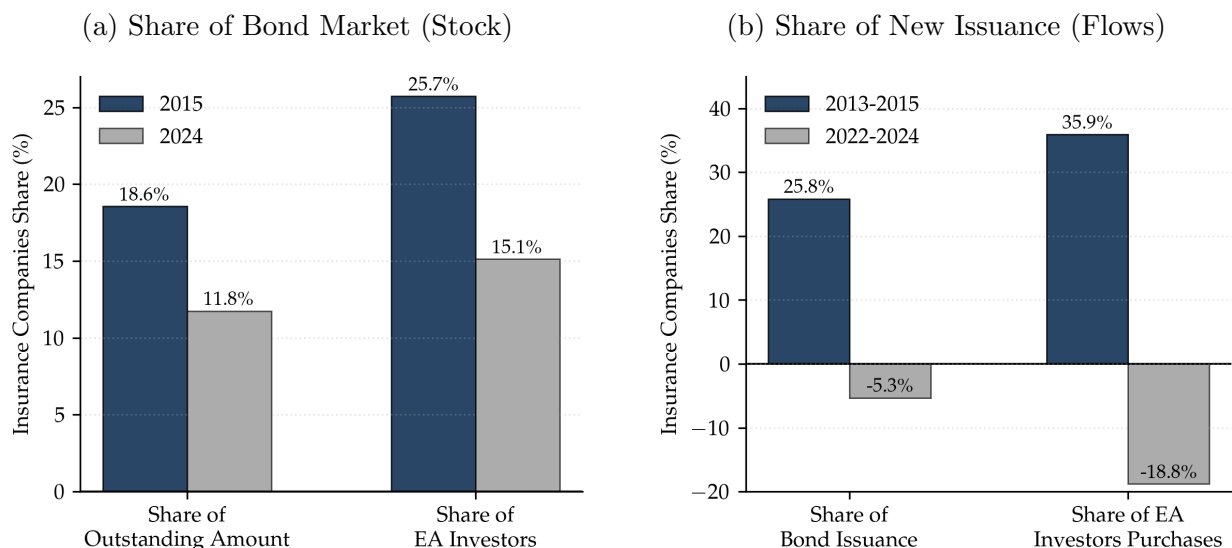 (a) Share of Bond Market (Stock)
Insurance Companies Share (%)
25
20
15
10
5
0
2015
2024
18.6%
11.8%
25.7%
15.1%
Share of
Outstanding Amount
Share of
EA Investors
(b) Share of New Issuance (Flows)
Insurance Companies Share (%)
40
30
20
10
0
−10
−20
2013-2015
2022-2024
25.8%
-5.3%
35.9%
-18.8%
Share of
Bond Issuance
Share of EA
Investors Purchases